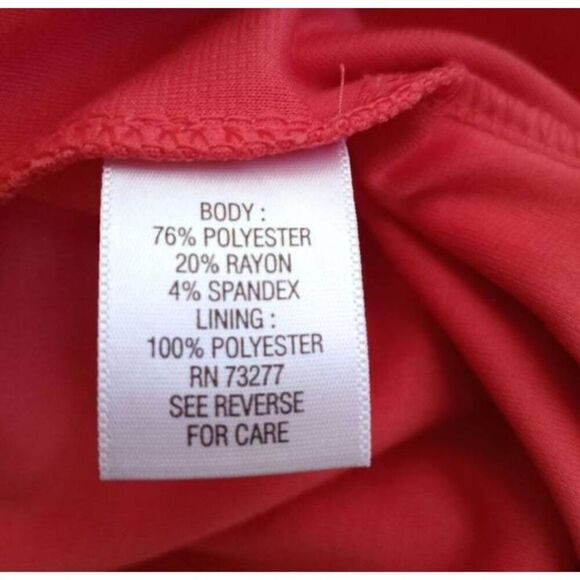 BODY :
76% POLYESTER
20% RAYON
4% SPANDEX
LINING :
100% POLYESTER
RN 73277
SEE REVERSE
FOR CARE